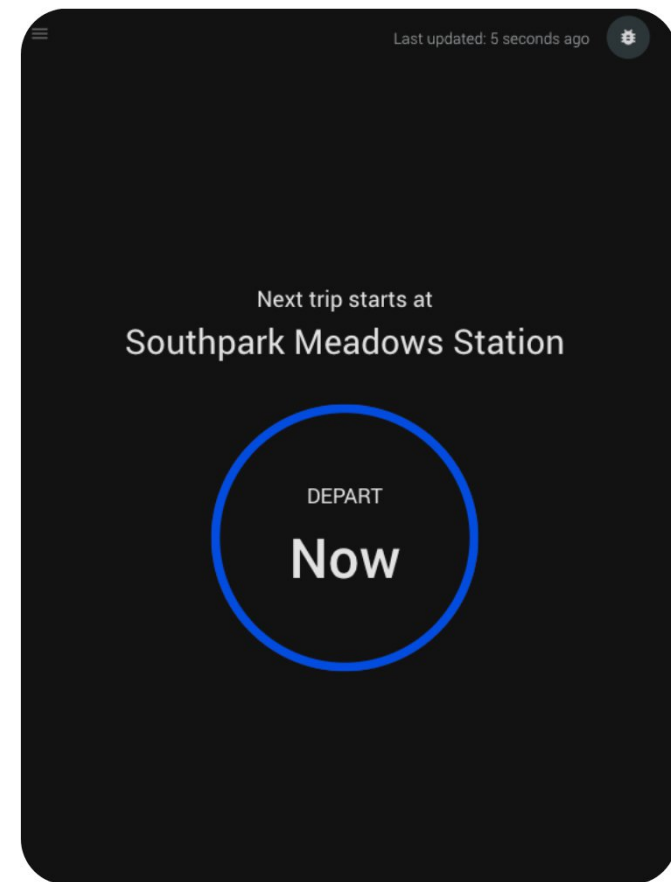 Last updated: 5 seconds ago
Next trip starts at
Southpark Meadows Station
DEPART
Now